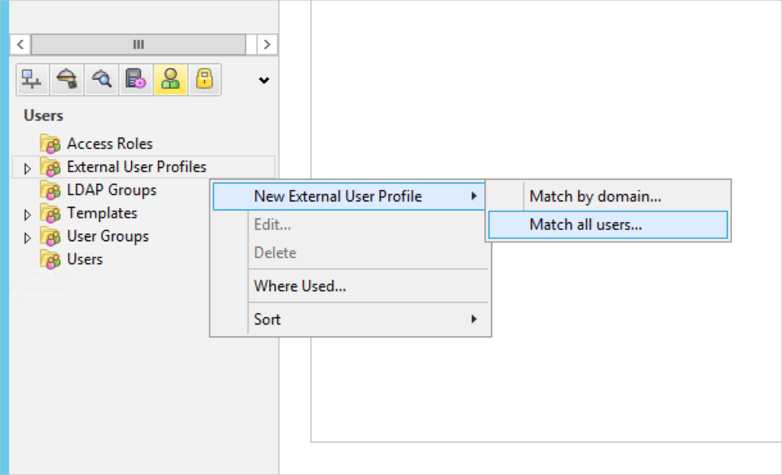 Users
Access Roles
External User Profiles
LDAP Groups
Templates
User Groups
Users
New External User Profile
Edit...
Delete
Where Used...
Sort
Match by domain...
Match all users...